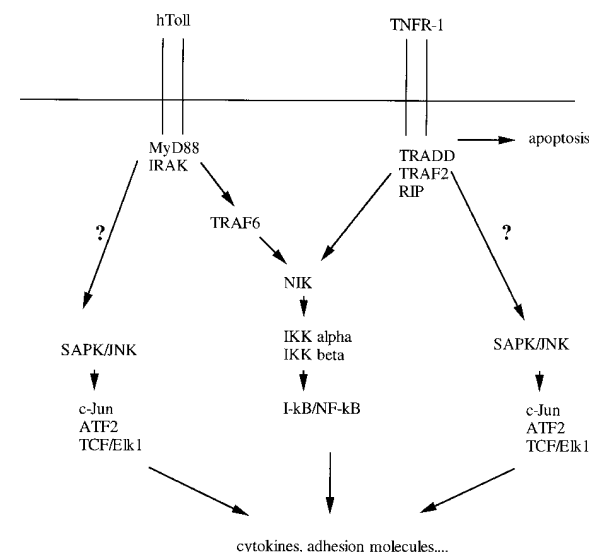 hToll
TNFR-1
apoptosis
MyD88
IRAK
TRADD
TRAF2
RIP
TRAF6
?
?
NIK
SAPK/JNK
IKK alpha
IKK beta
SAPK/JNK
c-Jun
ATF2
TCF/Elk1
I-kB/NF-kB
c-Jun
ATF2
TCF/Elk1
cytokines, adhesion molecules....